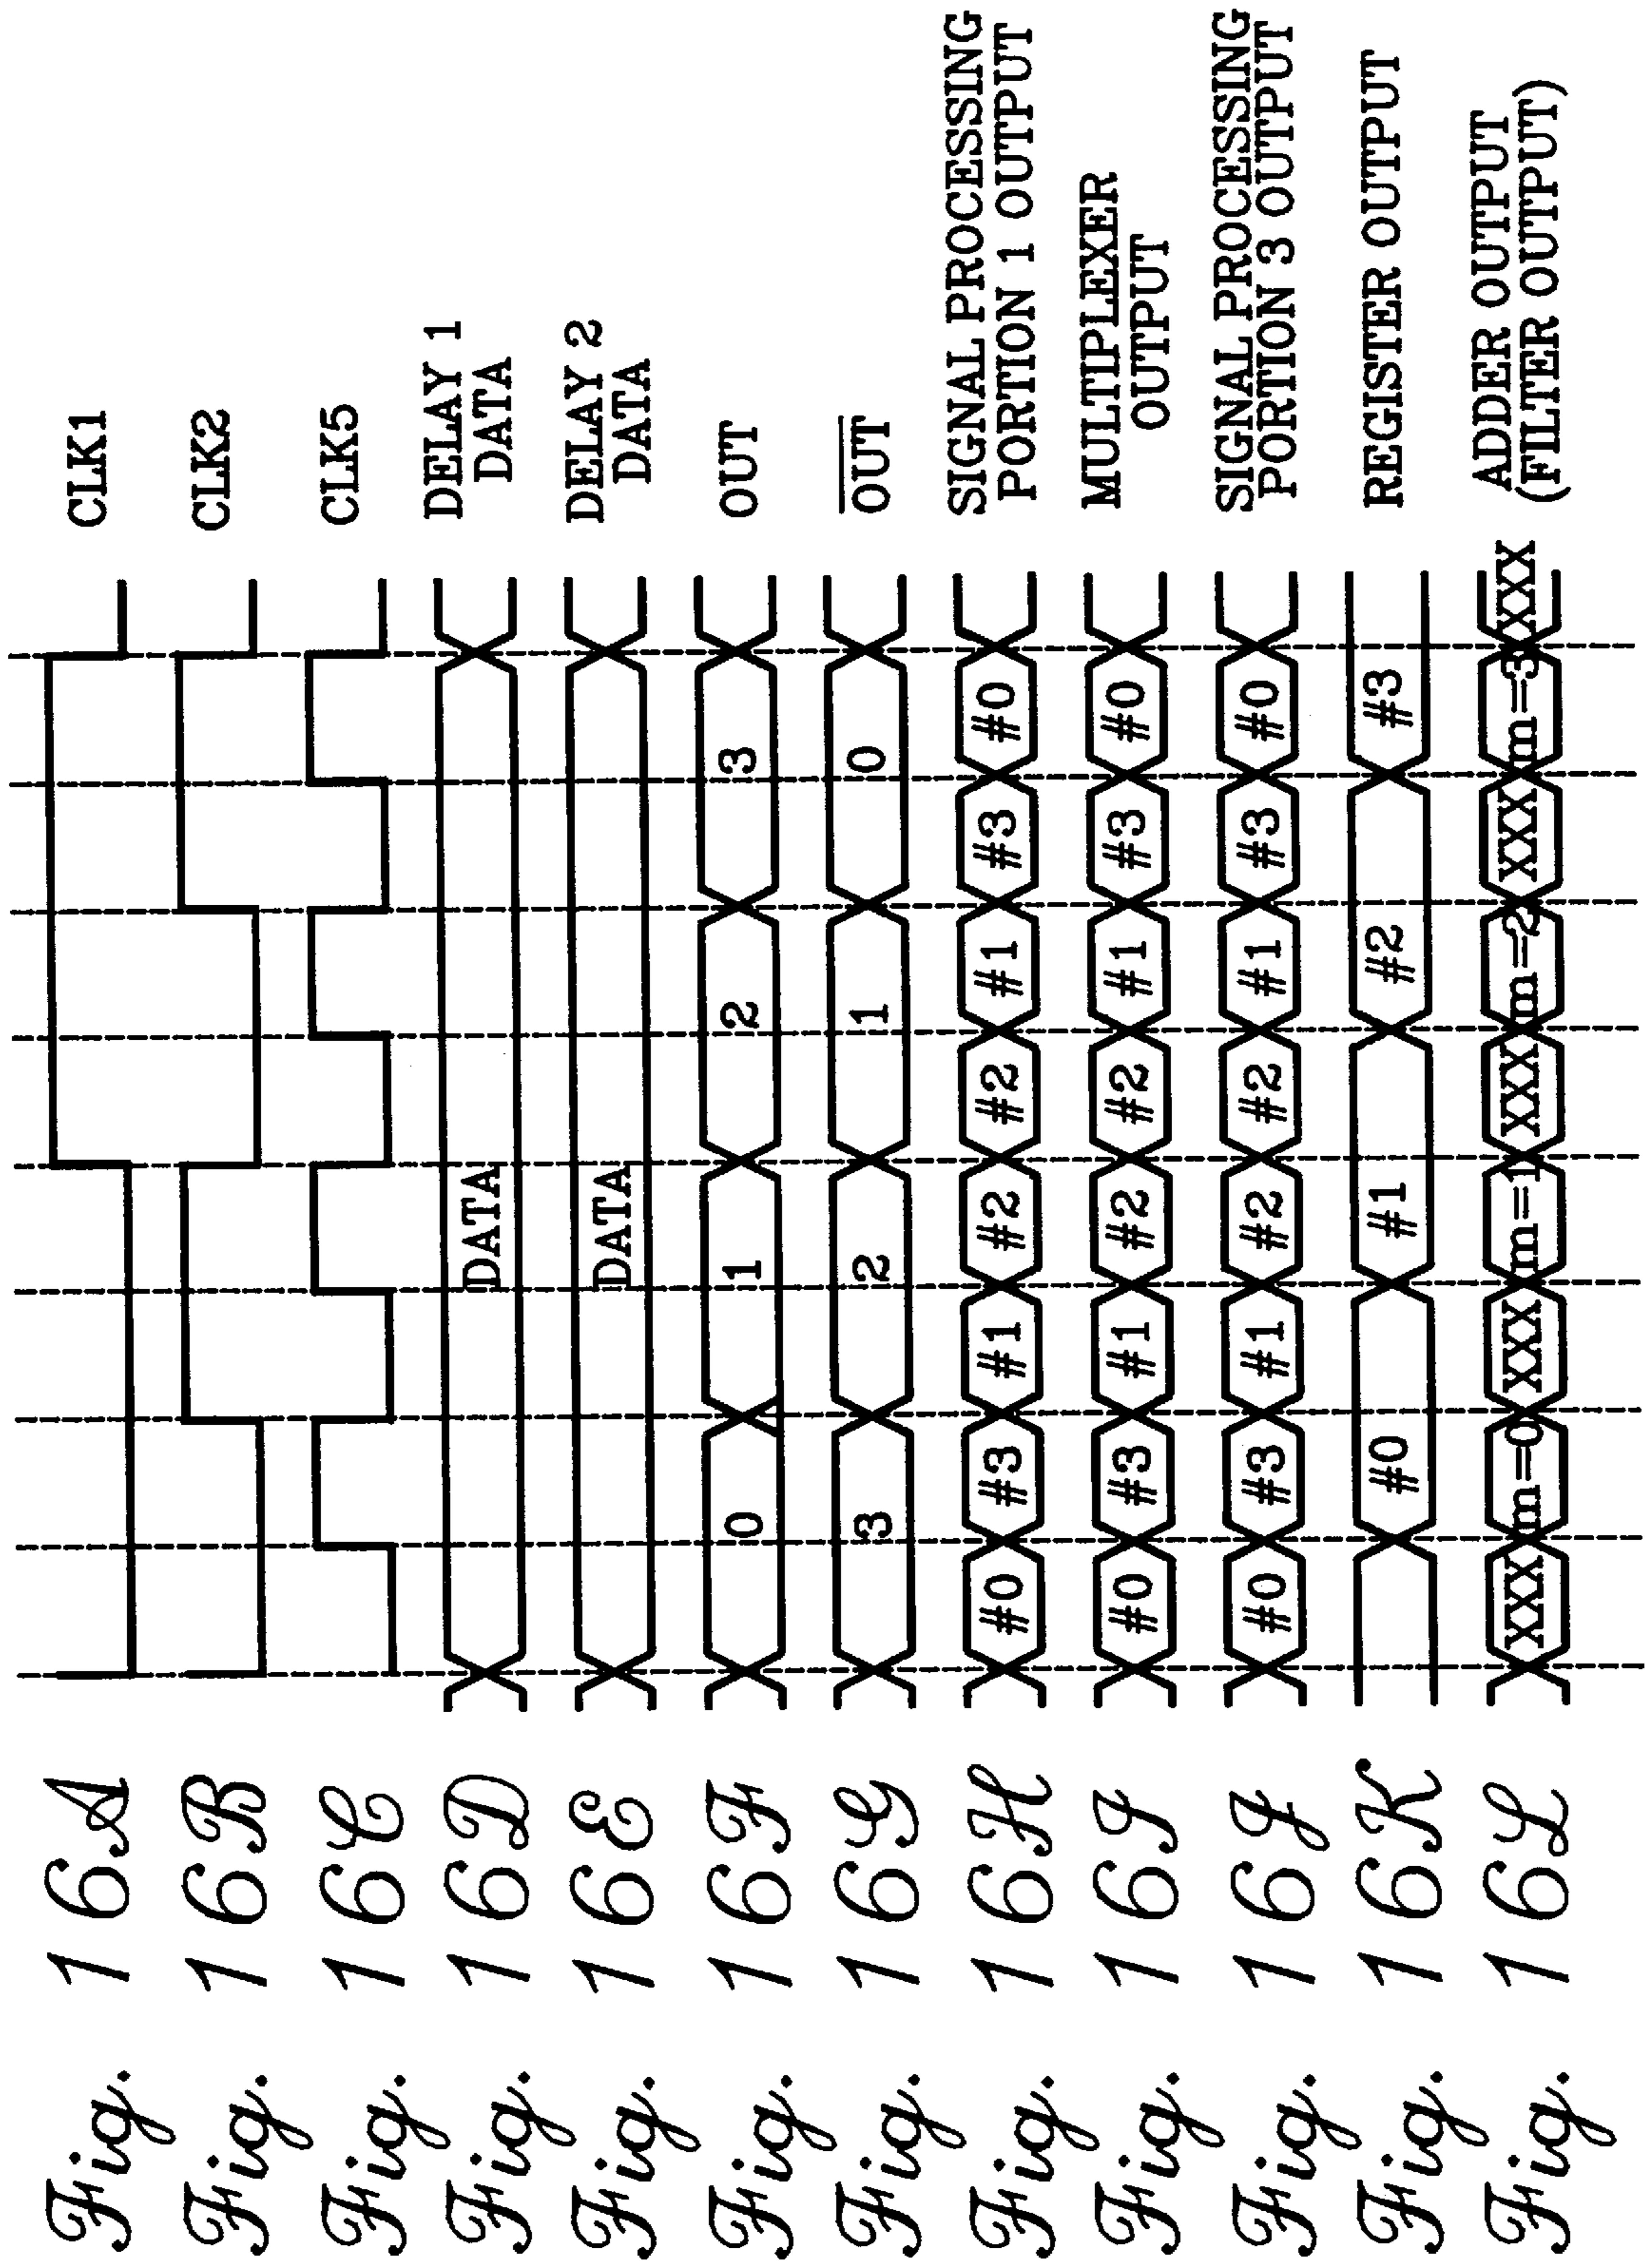 Fig. 16A CLK1
Fig. 16B CLK2
Fig. 16C CLK5
Fig. 16D DATA DELAY 1
DATA
Fig. 16E DATA DELAY 2
DATA
Fig. 16F 0 1 2 3 OUT
Fig. 16G 3 2 1 0 OUT
Fig. 16H #0 #3 #1 #2 #2 #1 #3 #0 SIGNAL PROCESSING
PORTION 1 OUTPUT
Fig. 16I #0 #3 #1 #2 #2 #1 #3 #0 MULTIPLEXER
OUTPUT
Fig. 16J #0 #3 #1 #2 #2 #1 #3 #0 SIGNAL PROCESSING
PORTION 3 OUTPUT
Fig. 16K #0 #1 #2 #3 REGISTER OUTPUT
Fig. 16L XXX m=0 XXX m=1 XXX m=2 XXX m=3 XXX ADDER OUTPUT
(FILTER OUTPUT)